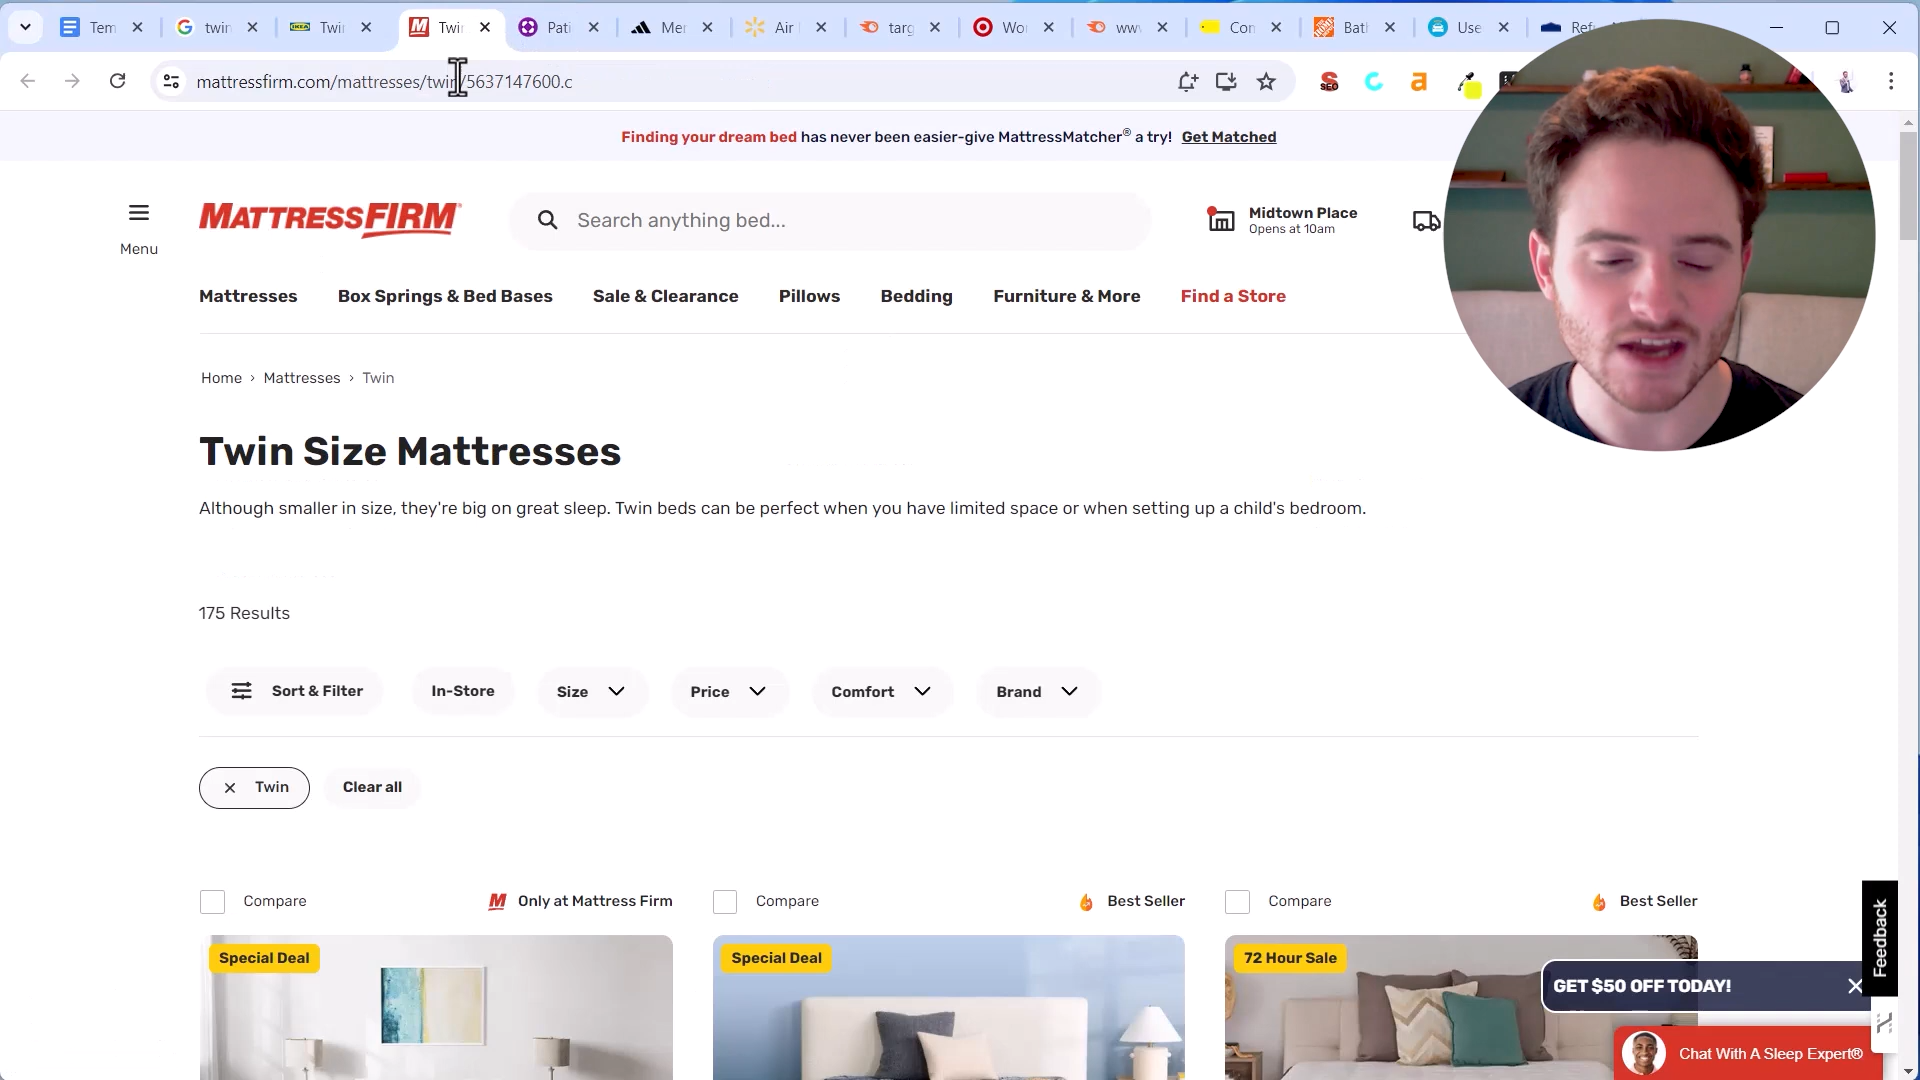 Tem
twin
Twi
Twi
Pati
Mer
Air
targ
Wo
ww
Con
Bath
Use
Ref
mattressfirm.com/mattresses/twin/5637147600.c
SEO
Finding your dream bed has never been easier-give MattressMatcher® a try! Get Matched
Menu
MATTRESSFIRM
Search anything bed...
Midtown Place
Opens at 10am
Mattresses
Box Springs & Bed Bases
Sale & Clearance
Pillows
Bedding
Furniture & More
Find a Store
Home › Mattresses › Twin
Twin Size Mattresses
Although smaller in size, they're big on great sleep. Twin beds can be perfect when you have limited space or when setting up a child's bedroom.
175 Results
Sort & Filter
In-Store
Size
Price
Comfort
Brand
Twin
Clear all
Compare
Only at Mattress Firm
Compare
Best Seller
Compare
Best Seller
Special Deal
Special Deal
72 Hour Sale
Feedback
GET $50 OFF TODAY!
Chat With A Sleep Expert®